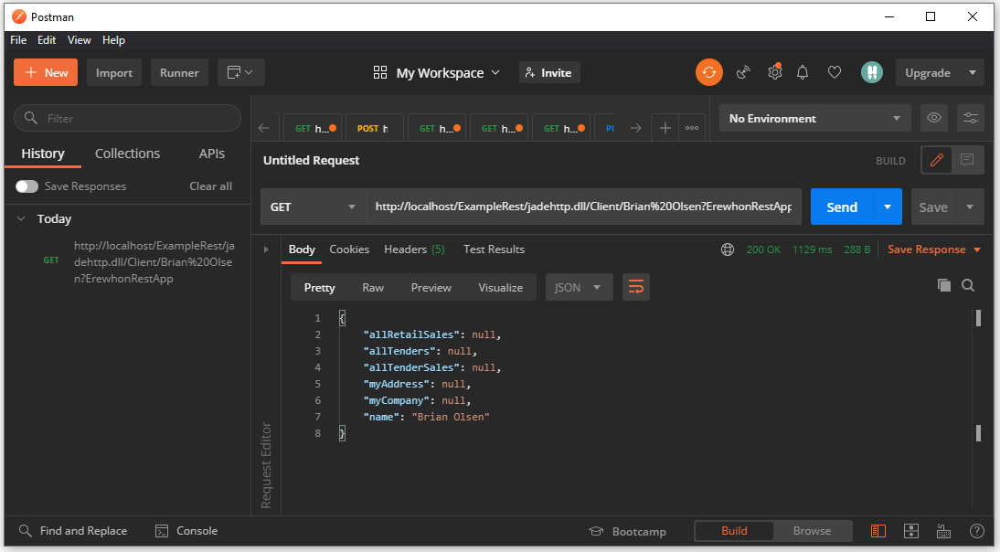 Postman
File Edit View Help
+ New Import Runner My Workspace Invite Upgrade
Filter
GET h... POST h GET h... GET h... GET h... No Environment
History Collections APIs
Untitled Request BUILD
Save Responses Clear all
GET http://localhost/ExampleRest/jadehttp.dll/Client/Brian%20Olsen?ErewhonRestApp Send Save
Today
GET http://localhost/ExampleRest/ja
dehttp.dll/Client/Brian%20Olse
n?ErewhonRestApp
Body Cookies Headers (5) Test Results 200 OK 1129 ms 288 B Save Response
Pretty Raw Preview Visualize JSON
1 {
2 "allRetailSales": null,
3 "allTenders": null,
4 "allTenderSales": null,
5 "myAddress": null,
6 "myCompany": null,
7 "name": "Brian Olsen"
8 }
Request Editor
Find and Replace Console Bootcamp Build Browse